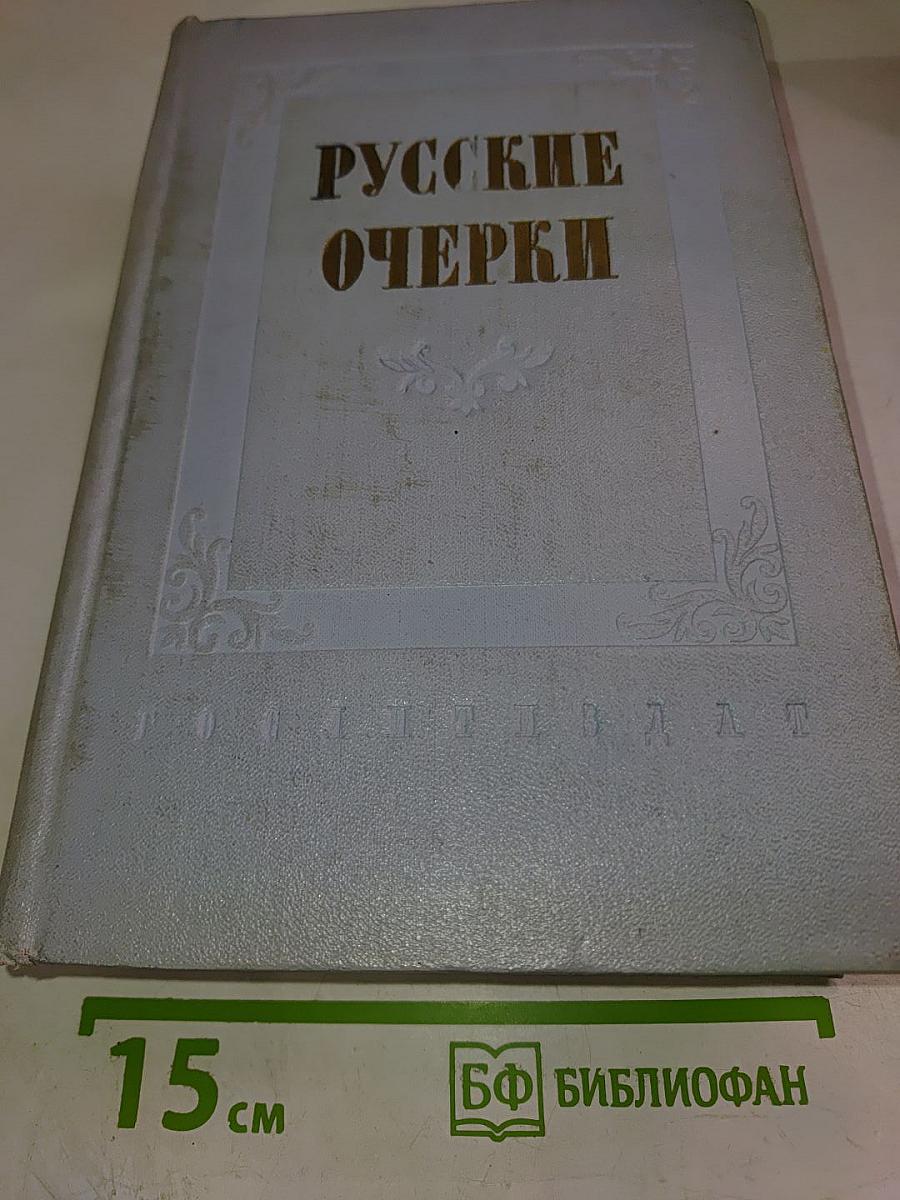 РУССКИЕ
ОЧЕРКИ
ГОСЛИТИЗДАТ
15 см
БФ БИБЛИОФАН